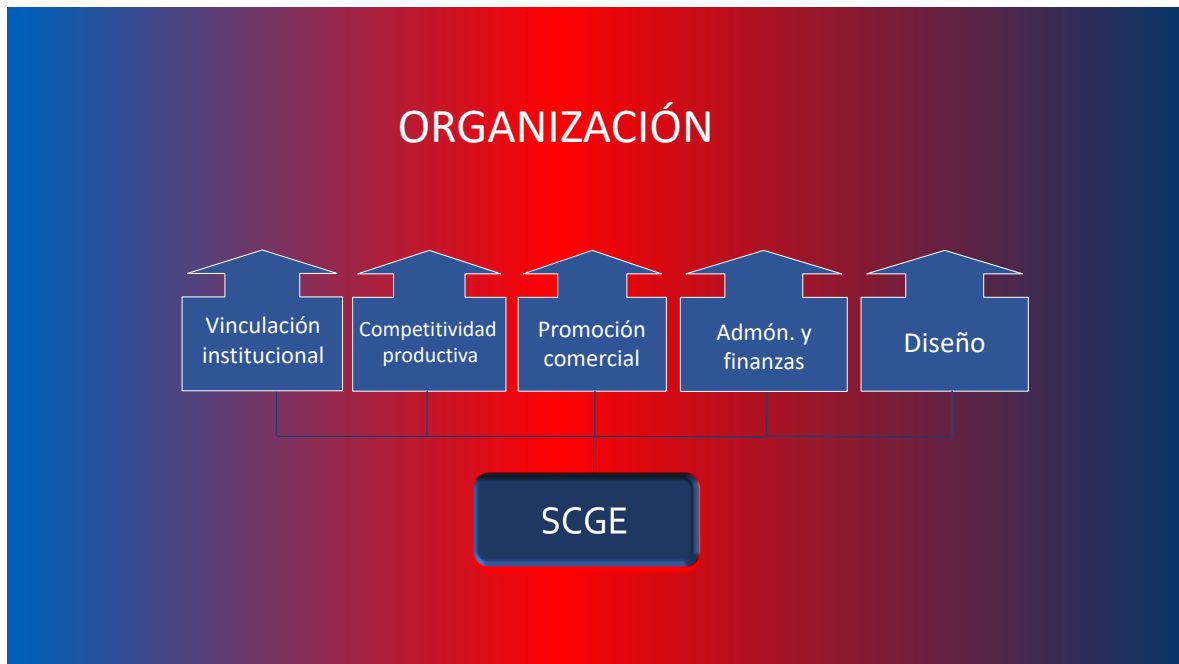 ORGANIZACIÓN
Vinculación
institucional
Competitividad
productiva
Promoción
comercial
Admón. y
finanzas
Diseño
SCGE